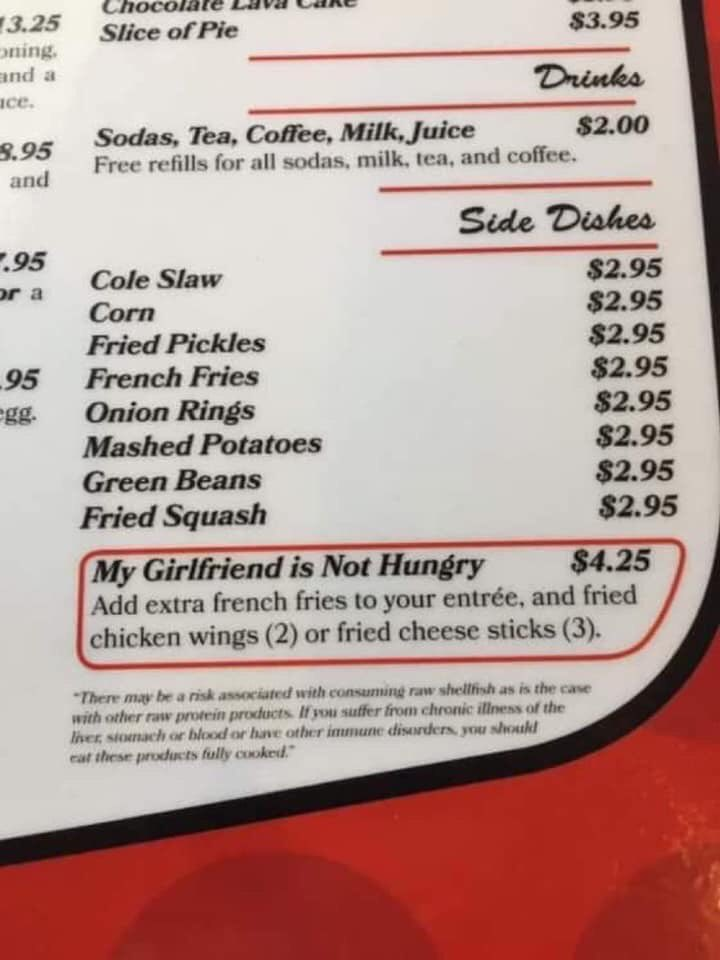 Chocolate Lava Cake
Slice of Pie $3.95
Drinks
Sodas, Tea, Coffee, Milk, Juice $2.00
Free refills for all sodas, milk, tea, and coffee.
Side Dishes
Cole Slaw $2.95
Corn $2.95
Fried Pickles $2.95
French Fries $2.95
Onion Rings $2.95
Mashed Potatoes $2.95
Green Beans $2.95
Fried Squash $2.95
My Girlfriend is Not Hungry $4.25
Add extra french fries to your entrée, and fried
chicken wings (2) or fried cheese sticks (3).
"There may be a risk associated with consuming raw shellfish as is the case
with other raw protein products. If you suffer from chronic illness of the
liver, stomach or blood or have other immune disorders, you should
eat these products fully cooked."
13.25
and a
8.95
and
.95
or a
.95
egg.